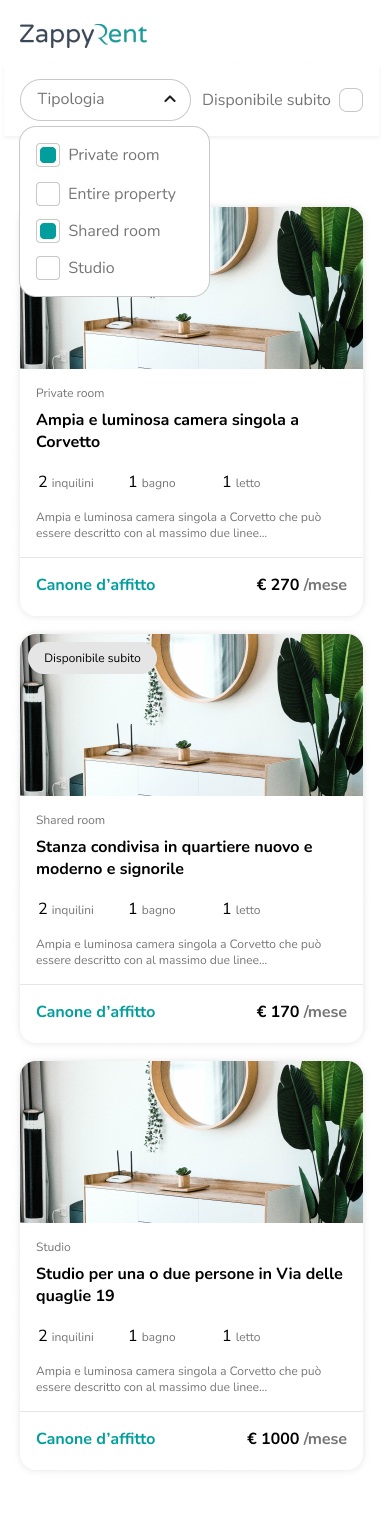 ZappyRent
Tipologia
Disponibile subito
Private room
Entire property
Shared room
Studio
Private room
Ampia e luminosa camera singola a
Corvetto
2 inquilini 1 bagno 1 letto
Ampia e luminosa camera singola a Corvetto che può
essere descritto con al massimo due linee...
Canone d’affitto € 270 /mese
Disponibile subito
Shared room
Stanza condivisa in quartiere nuovo e
moderno e signorile
2 inquilini 1 bagno 1 letto
Ampia e luminosa camera singola a Corvetto che può
essere descritto con al massimo due linee...
Canone d’affitto € 170 /mese
Studio
Studio per una o due persone in Via delle
quaglie 19
2 inquilini 1 bagno 1 letto
Ampia e luminosa camera singola a Corvetto che può
essere descritto con al massimo due linee...
Canone d’affitto € 1000 /mese